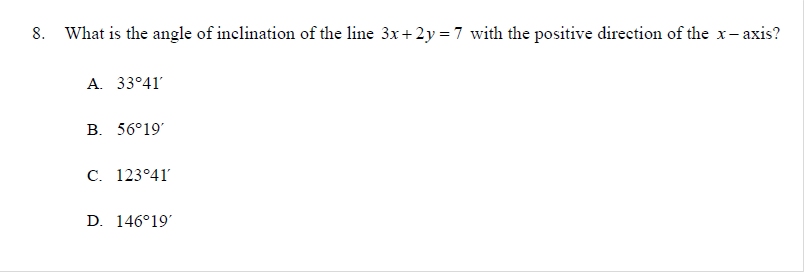 8. What is the angle of inclination of the line 3x + 2y = 7 with the positive direction of the x – axis?
A. 33°41′
B. 56°19′
C. 123°41′
D. 146°19′